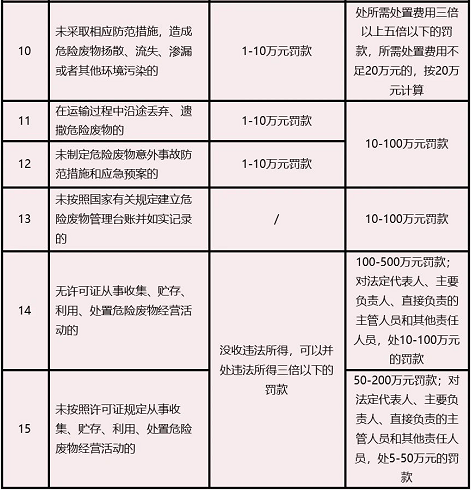 10
未采取相应防范措施，造成
危险废物扬散、流失、渗漏
或者其他环境污染的
1-10万元罚款
处所需处置费用三倍
以上五倍以下的罚
款，所需处置费用不
足20万元的，按20万
元计算
11
在运输过程中沿途丢弃、遗
撒危险废物的
1-10万元罚款
10-100万元罚款
12
未制定危险废物意外事故防
范措施和应急预案的
1-10万元罚款
13
未按照国家有关规定建立危
险废物管理台账并如实记录
的
/
10-100万元罚款
14
无许可证从事收集、贮存、
利用、处置危险废物经营活
动的
没收违法所得，可以并
处违法所得三倍以下的
罚款
100-500万元罚款；
对法定代表人、主要
负责人、直接负责的
主管人员和其他责任
人员，处10-100万元
的罚款
15
未按照许可证规定从事收
集、贮存、利用、处置危险
废物经营活动的
50-200万元罚款；对
法定代表人、主要负
责人、直接负责的主
管人员和其他责任人
员，处5-50万元的罚
款